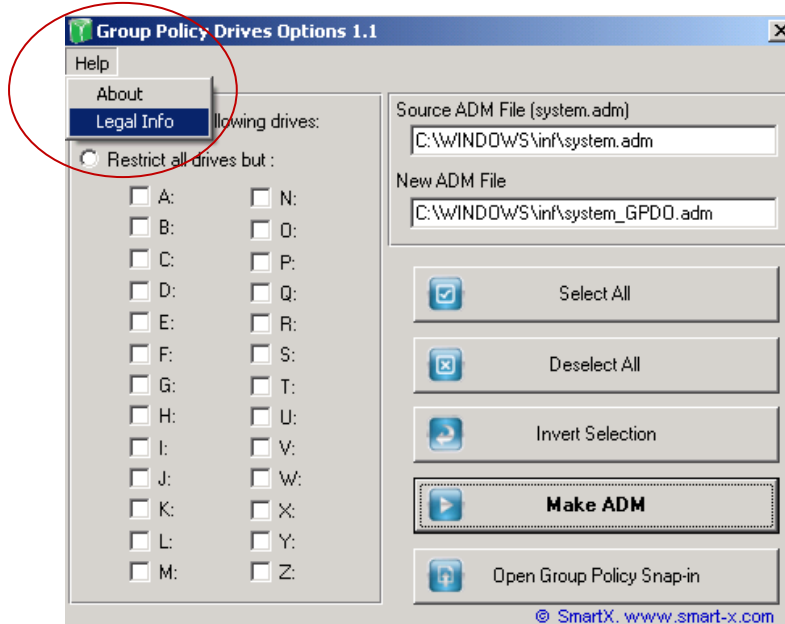 Group Policy Drives Options 1.1
Help
About
Legal Info
llowing drives:
Restrict all drives but :
A:
B:
C:
D:
E:
F:
G:
H:
I:
J:
K:
L:
M:
N:
O:
P:
Q:
R:
S:
T:
U:
V:
W:
X:
Y:
Z:
Source ADM File (system.adm)
C:\WINDOWS\inf\system.adm
New ADM File
C:\WINDOWS\inf\system_GPDO.adm
Select All
Deselect All
Invert Selection
Make ADM
Open Group Policy Snap-in
© SmartX. www.smart-x.com